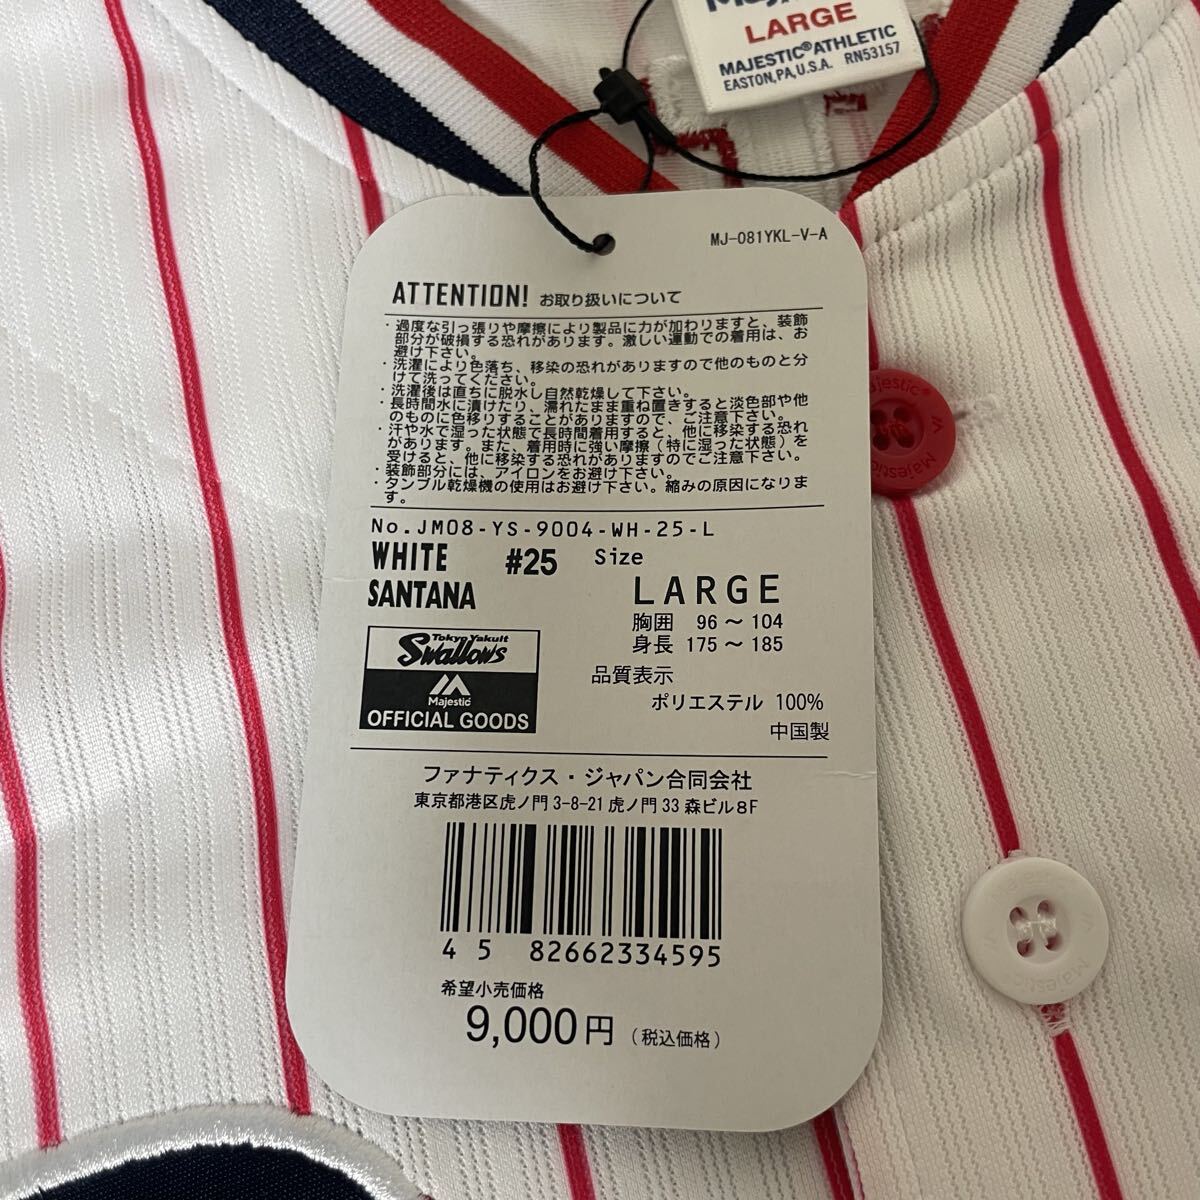 LARGE
MAJESTIC® ATHLETIC
EASTON, PA, U.S.A. RN53157
MJ-081YKL-V-A
ATTENTION! お取り扱いについて
・過度な引っ張りや摩擦により製品に力が加わりますと、装飾
部分が破損する恐れがあります。激しい運動での着用は、お
避け下さい。
・洗濯により色落ち、移染の恐れがありますので他のものと分
けて洗ってください。
・洗濯後は直ちに脱水し自然乾燥して下さい。
・長時間水に漬けたり、濡れたまま重ね置きすると淡色部や他
のものに色移りすることがありますので、ご注意下さい。
・汗や水で湿った状態で長時間着用すると、他に移染する恐れ
があります。また、着用時に強い摩擦（特に湿った状態）を
受けると、他に移染する恐れがありますのでご注意下さい。
・装飾部分には、アイロンをお避け下さい。
・タンブル乾燥機の使用はお避け下さい。縮みの原因になりま
す。
No.JM08-YS-9004-WH-25-L
WHITE #25 Size
SANTANA LARGE
胸囲 96～104
身長 175～185
Tokyo Yakult
Swallows
Majestic
OFFICIAL GOODS
品質表示
ポリエステル 100%
中国製
ファナティクス・ジャパン合同会社
東京都港区虎ノ門3-8-21 虎ノ門33森ビル8F
45 82662334595
希望小売価格
9,000円（税込価格）
Majestic®
Majestic
Majestic